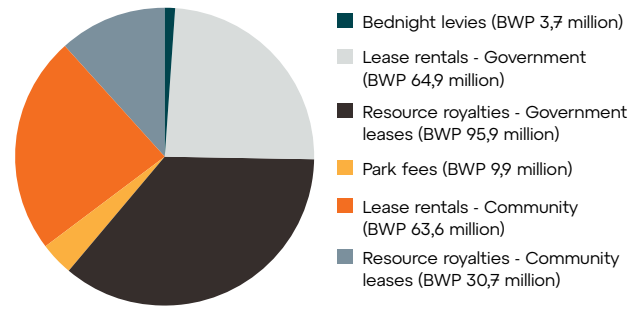 Bednight levies (BWP 3,7 million)
Lease rentals - Government
(BWP 64,9 million)
Resource royalties - Government
leases (BWP 95,9 million)
Park fees (BWP 9,9 million)
Lease rentals - Community
(BWP 63,6 million)
Resource royalties - Community
leases (BWP 30,7 million)